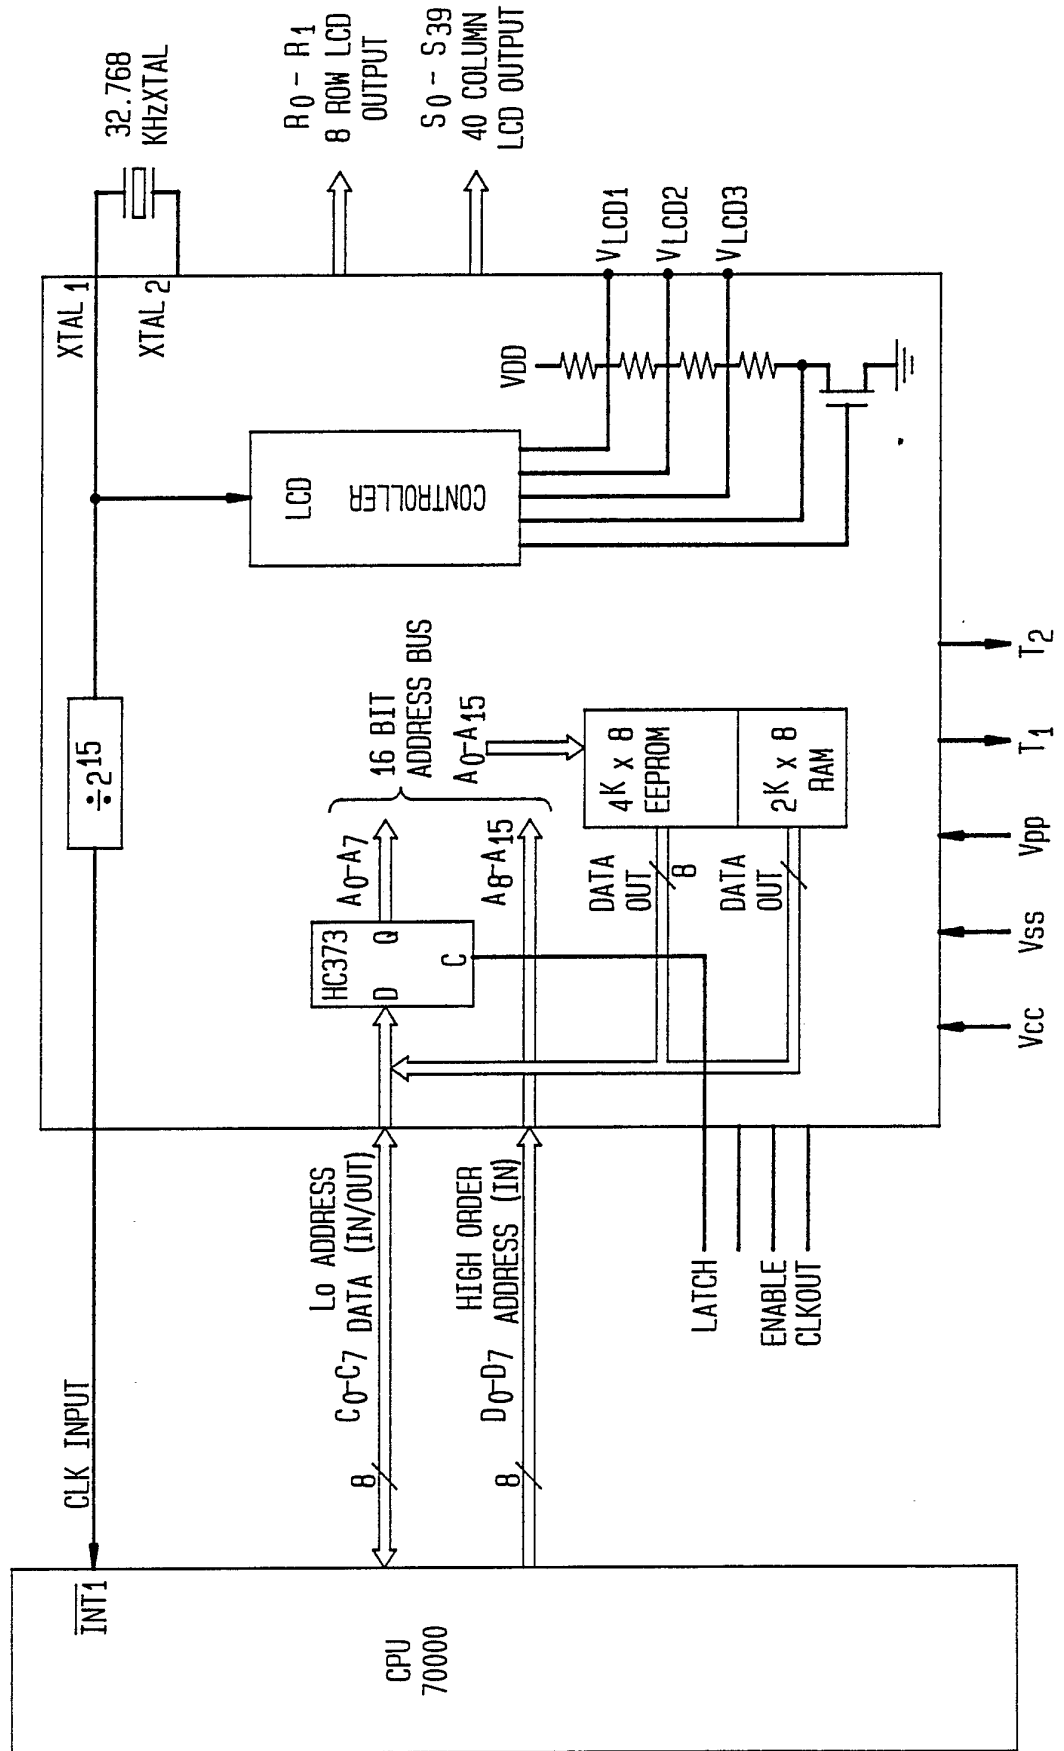 CPU
70000
INT1
CLK INPUT
8
C0-C7
Lo ADDRESS
DATA (IN/OUT)
8
D0-D7
HIGH ORDER
ADDRESS (IN)
LATCH
ENABLE
CLKOUT
÷2^15
XTAL 1
XTAL 2
32.768
KHzXTAL
R0 - R1
8 ROW LCD
OUTPUT
S0 - S39
40 COLUMN
LCD OUTPUT
HC373
D
Q
C
A0-A7
A8-A15
16 BIT
ADDRESS BUS
A0-A15
LCD
CONTROLLER
VDD
VLCD1
VLCD2
VLCD3
DATA
OUT
8
DATA
OUT
4K x 8
EEPROM
2K x 8
RAM
Vcc
Vss
Vpp
T1
T2